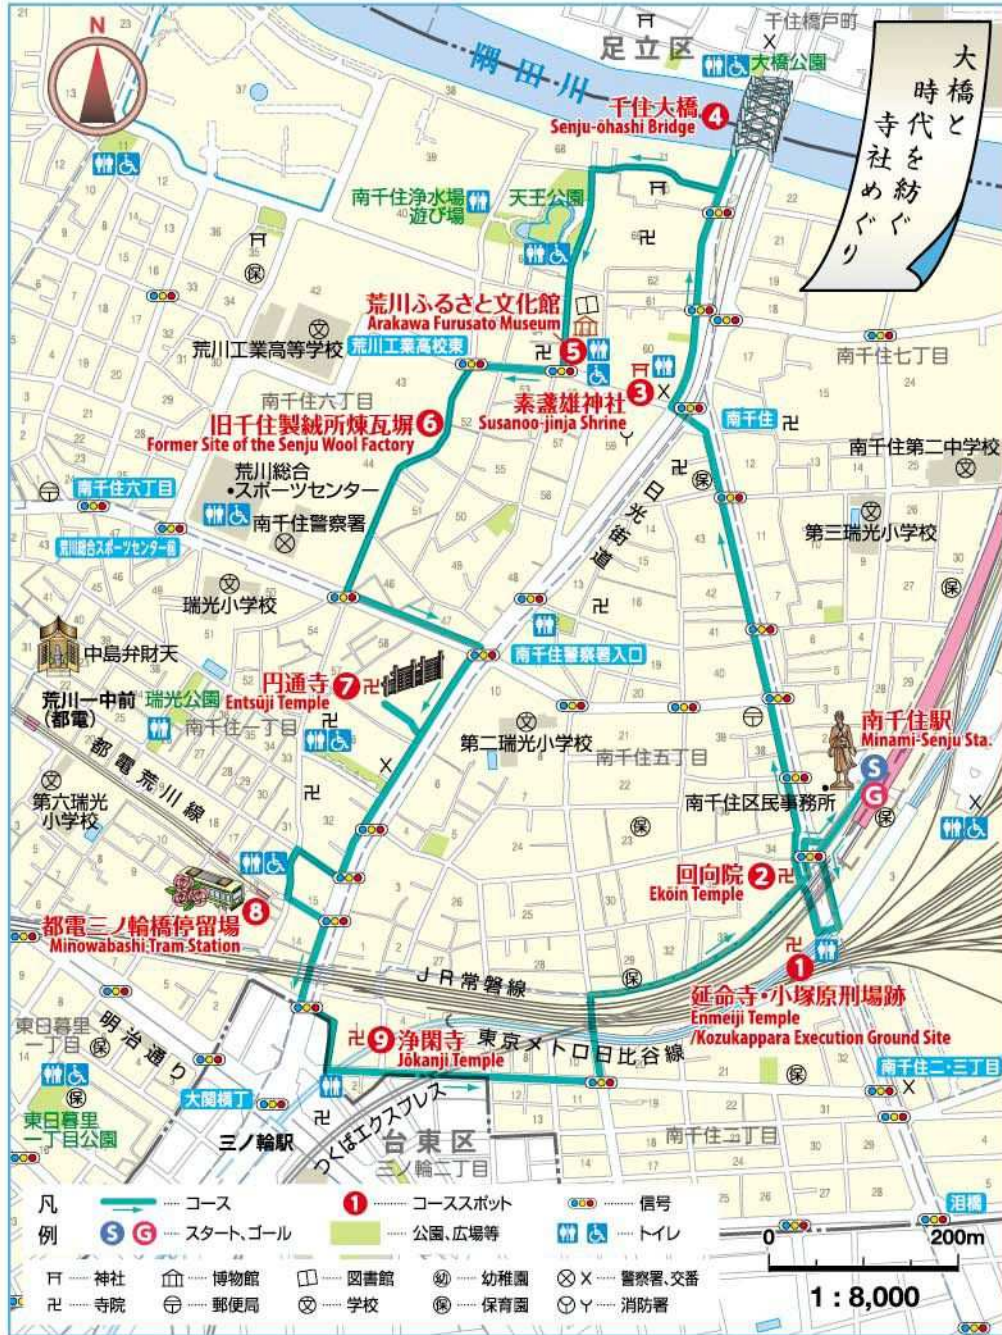 大橋と
時代を紡ぐ
寺社めぐり
N
足立区
千住橋戸町
大橋公園
隅田川
千住大橋
Senju-ōhashi Bridge
4
南千住浄水場
遊び場
天王公園
荒川ふるさと文化館
Arakawa Furusato Museum
5
荒川工業高等学校
荒川工業高校東
南千住七丁目
南千住六丁目
素盞雄神社
Susanoo-jinja Shrine
3
南千住
旧千住製絨所煉瓦塀
Former Site of the Senju Wool Factory
6
南千住第二中学校
荒川総合
・スポーツセンター
南千住六丁目
南千住警察署
荒川総合スポーツセンター前
日光街道
第三瑞光小学校
瑞光小学校
中島弁財天
南千住警察署入口
円通寺
Entsūji Temple
7
荒川一中前
(都電)
瑞光公園
南千住一丁目
第二瑞光小学校
南千住五丁目
南千住駅
Minami-Senju Sta.
S
G
南千住区民事務所
都電荒川線
第六瑞光
小学校
回向院
Ekōin Temple
2
都電三ノ輪橋停留場
Minowabashi Tram Station
8
1
延命寺・小塚原刑場跡
Enmeiji Temple
/Kozukappara Execution Ground Site
JR常磐線
東京メトロ日比谷線
9
浄閑寺
Jōkanji Temple
東日暮里
一丁目
明治通り
南千住二・三丁目
大関横丁
東日暮里
一丁目公園
三ノ輪駅
つくばエクスプレス
台東区
三ノ輪二丁目
南千住二丁目
泪橋
凡例
コース
1 コーススポット
信号
S G スタート、ゴール
公園、広場等
トイレ
神社
博物館
図書館
幼 幼稚園
警察署、交番
寺院
郵便局
文 学校
保 保育園
消防署
0 200m
1 : 8,000